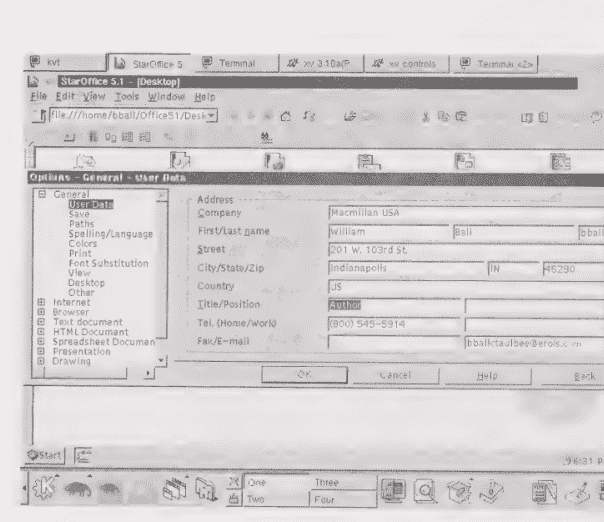 kvt StarOffice 5 Terminal xv 3.10a(P xv controls Terminal <2>
StarOffice 5.1 - [Desktop]
File Edit View Tools Window Help
file:///home/bball/Office51/Desk
Options - General - User Data
General
User Data
Save
Paths
Spelling/Language
Colors
Print
Font Substitution
View
Desktop
Other
Internet
Browser
Text document
HTML Document
Spreadsheet Documen
Presentation
Drawing
Address
Company Macmillan USA
First/Last name William Ball bball
Street 201 W. 103rd St.
City/State/Zip Indianapolis IN 46290
Country US
Title/Position Author
Tel. (Home/Work) (800) 545-5914
Fax/E-mail
OK Cancel Help Back
Start
6:31 P
One Three
Two Four